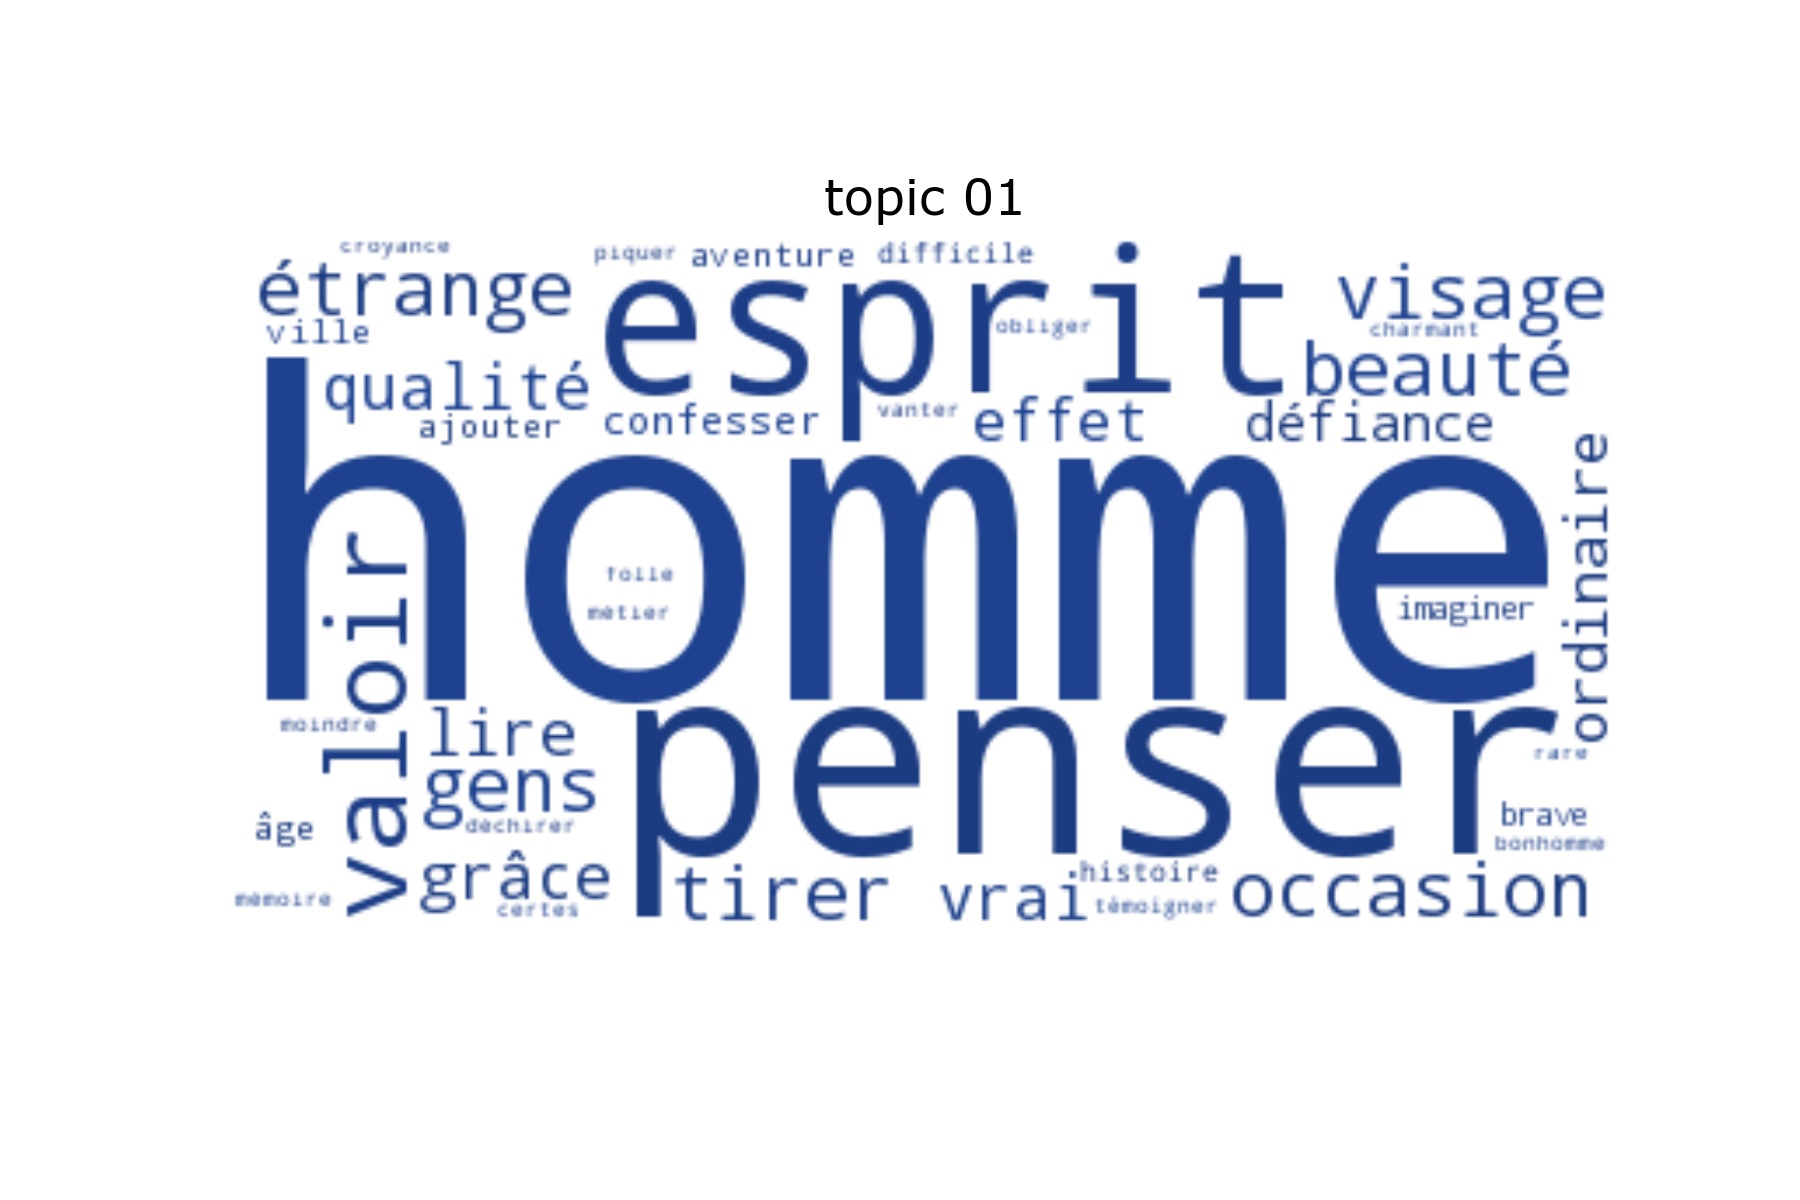 topic 01
croyance
piquer aventure difficile
étrange esprit visage
ville obliger charmant
qualité beauté
ajouter confesser vanter effet défiance
homme
valoir ordinaire
folie
métier imaginer
moindre lire rare
gens penser
âge déchirer brave
bonhomme
grâce tirer vrai histoire occasion
mémoire certes témoigner